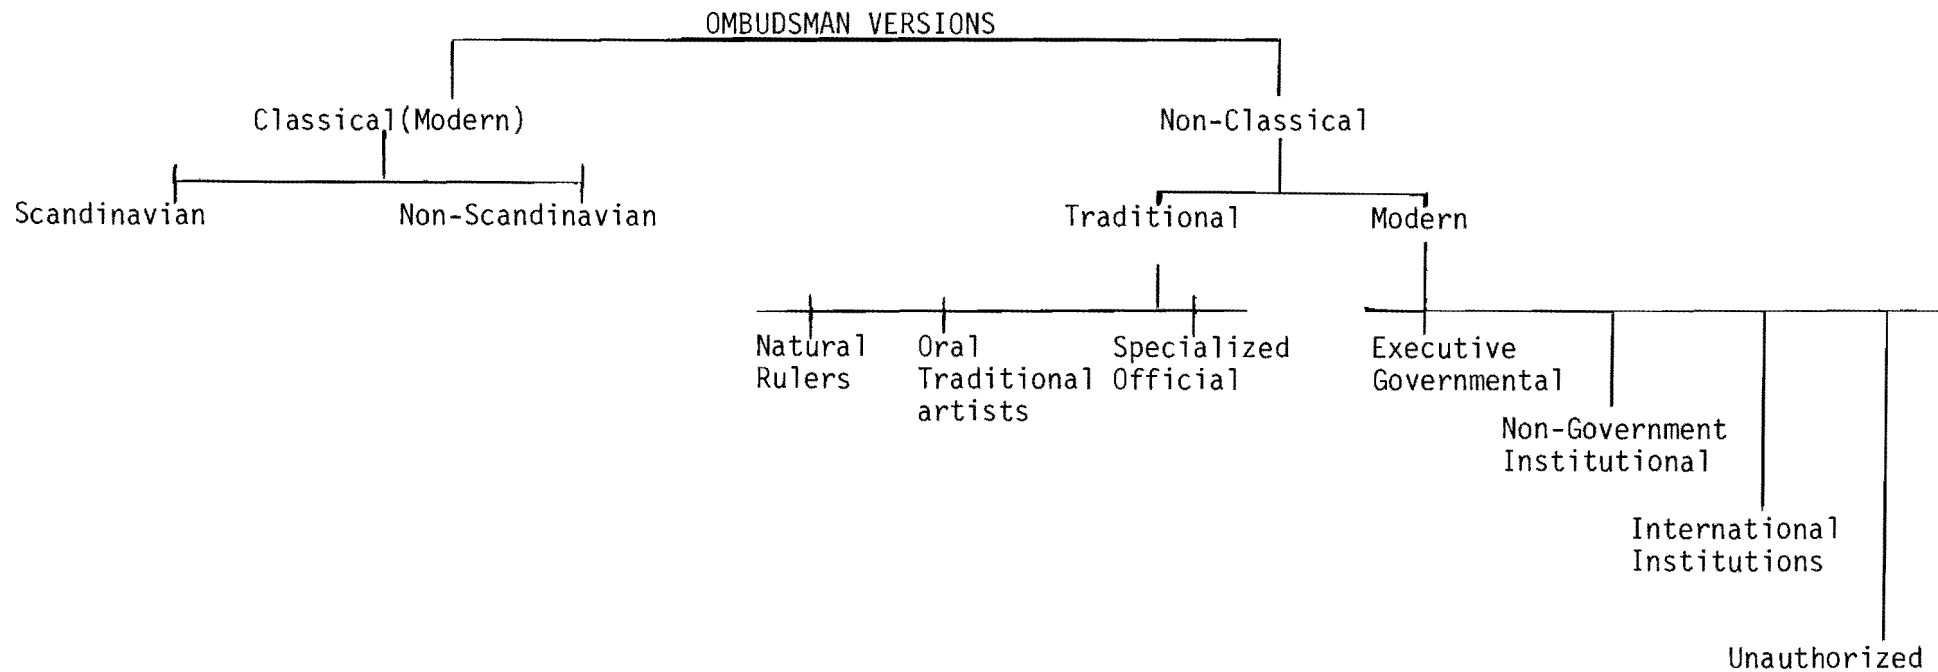 OMBUDSMAN VERSIONS
Classical(Modern)
Non-Classical
Scandinavian
Non-Scandinavian
Traditional
Modern
Natural
Rulers
Oral
Traditional
artists
Specialized
Official
Executive
Governmental
Non-Government
Institutional
International
Institutions
Unauthorized